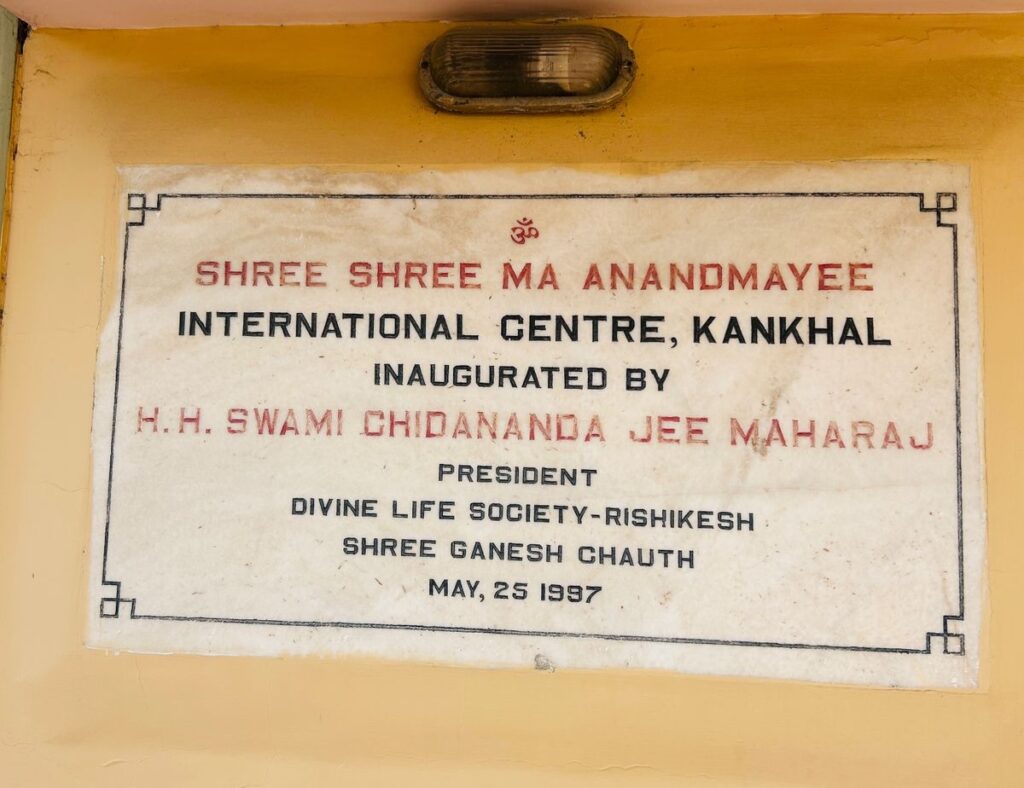 ॐ
SHREE SHREE MA ANANDMAYEE
INTERNATIONAL CENTRE, KANKHAL
INAUGURATED BY
H.H. SWAMI CHIDANANDA JEE MAHARAJ
PRESIDENT
DIVINE LIFE SOCIETY-RISHIKESH
SHREE GANESH CHAUTH
MAY, 25 1997